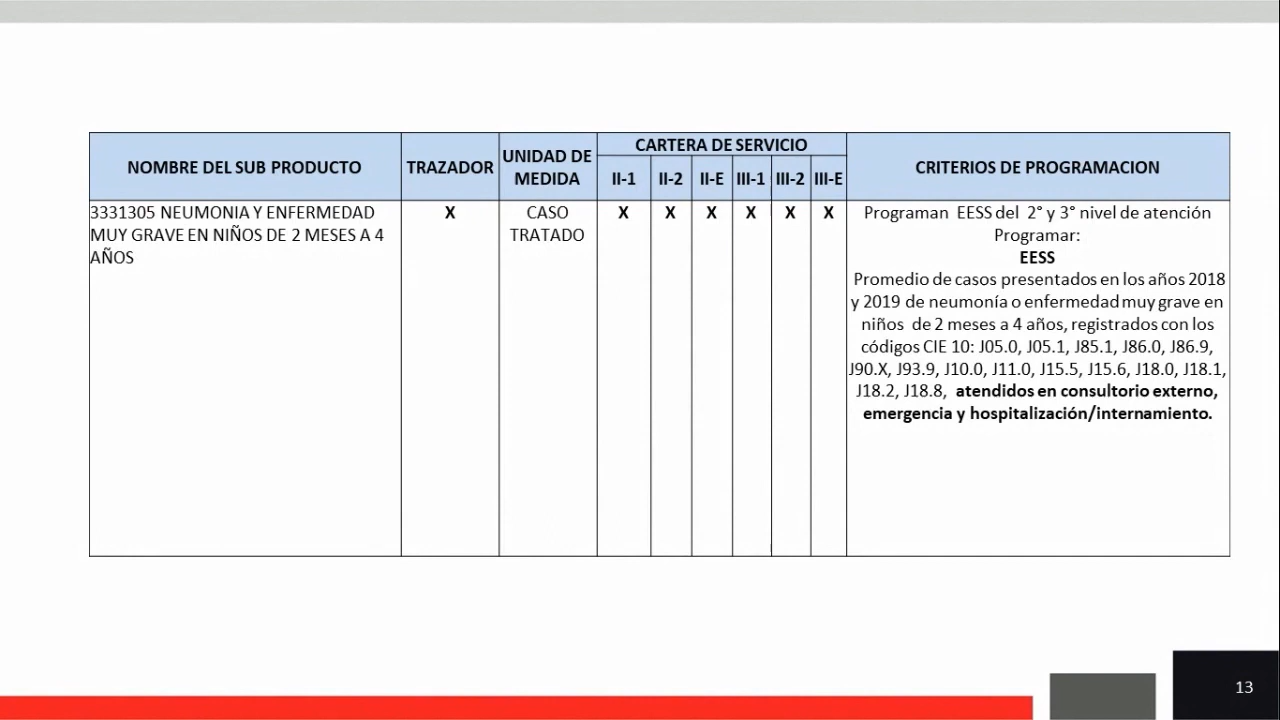 NOMBRE DEL SUB PRODUCTO
TRAZADOR
UNIDAD DE
MEDIDA
CARTERA DE SERVICIO
II-1
II-2
II-E
III-1
III-2
III-E
CRITERIOS DE PROGRAMACION
3331305 NEUMONIA Y ENFERMEDAD
MUY GRAVE EN NIÑOS DE 2 MESES A 4
AÑOS
X
CASO
TRATADO
X
X
X
X
X
X
Programan EESS del 2° y 3° nivel de atención
Programar:
EESS
Promedio de casos presentados en los años 2018
y 2019 de neumonía o enfermedad muy grave en
niños de 2 meses a 4 años, registrados con los
códigos CIE 10: J05.0, J05.1, J85.1, J86.0, J86.9,
J90.X, J93.9, J10.0, J11.0, J15.5, J15.6, J18.0, J18.1,
J18.2, J18.8, atendidos en consultorio externo,
emergencia y hospitalización/internamiento.
13